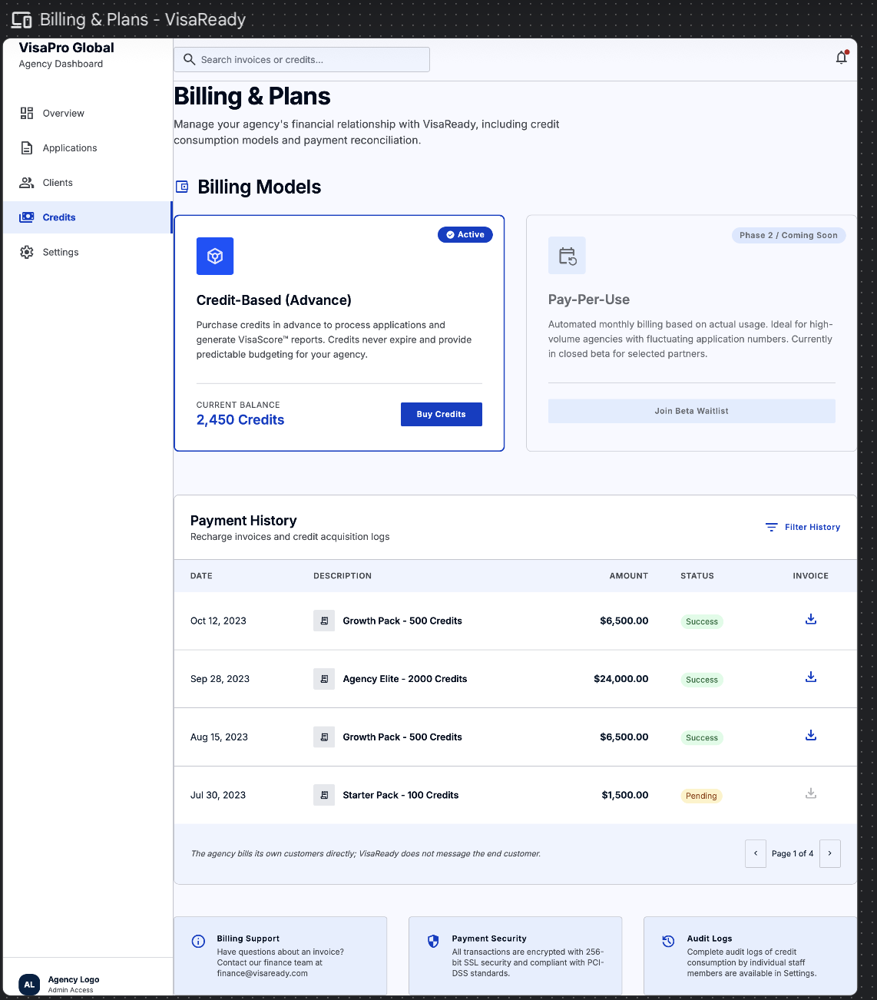 Billing & Plans - VisaReady
VisaPro Global
Agency Dashboard
Overview
Applications
Clients
Credits
Settings
AL
Agency Logo
Admin Access
Search invoices or credits...
Billing & Plans
Manage your agency's financial relationship with VisaReady, including credit
consumption models and payment reconciliation.
Billing Models
Active
Credit-Based (Advance)
Purchase credits in advance to process applications and
generate VisaScore™ reports. Credits never expire and provide
predictable budgeting for your agency.
CURRENT BALANCE
2,450 Credits
Buy Credits
Phase 2 / Coming Soon
Pay-Per-Use
Automated monthly billing based on actual usage. Ideal for high-
volume agencies with fluctuating application numbers. Currently
in closed beta for selected partners.
Join Beta Waitlist
Payment History
Recharge invoices and credit acquisition logs
Filter History
DATE DESCRIPTION AMOUNT STATUS INVOICE
Oct 12, 2023 Growth Pack - 500 Credits $6,500.00 Success
Sep 28, 2023 Agency Elite - 2000 Credits $24,000.00 Success
Aug 15, 2023 Growth Pack - 500 Credits $6,500.00 Success
Jul 30, 2023 Starter Pack - 100 Credits $1,500.00 Pending
The agency bills its own customers directly; VisaReady does not message the end customer.
Page 1 of 4
Billing Support
Have questions about an invoice?
Contact our finance team at
finance@visaready.com
Payment Security
All transactions are encrypted with 256-
bit SSL security and compliant with PCI-
DSS standards.
Audit Logs
Complete audit logs of credit
consumption by individual staff
members are available in Settings.